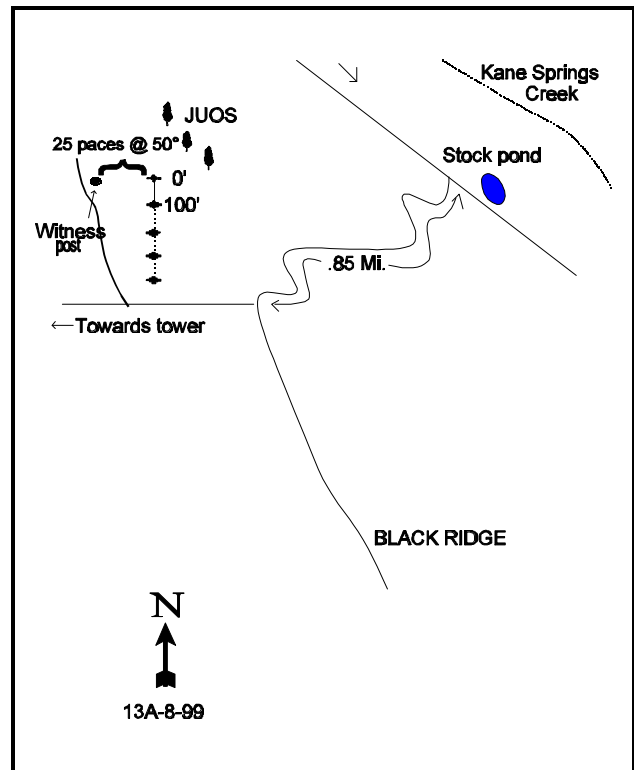 Kane Springs
Creek
JUOS
25 paces @ 50°
Stock pond
0'
100'
Witness
post
.85 Mi.
←Towards tower
BLACK RIDGE
N
13A-8-99